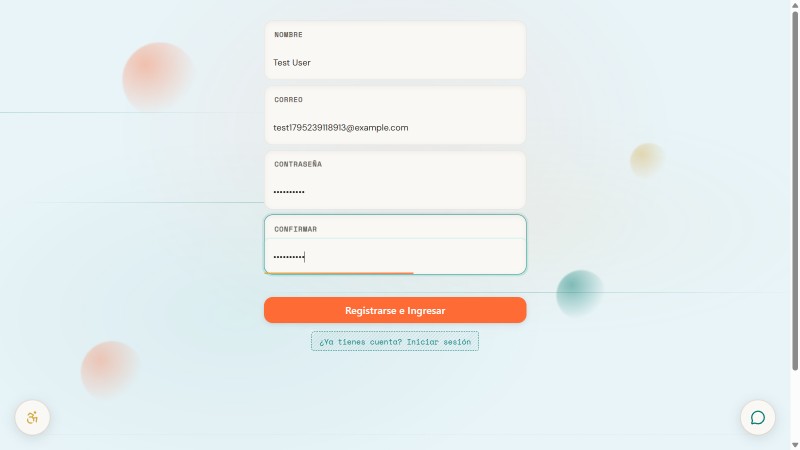 NOMBRE
Test User
CORREO
test1795239118913@example.com
CONTRASEÑA
••••••••••
CONFIRMAR
••••••••••
Registrarse e Ingresar
¿Ya tienes cuenta? Iniciar sesión